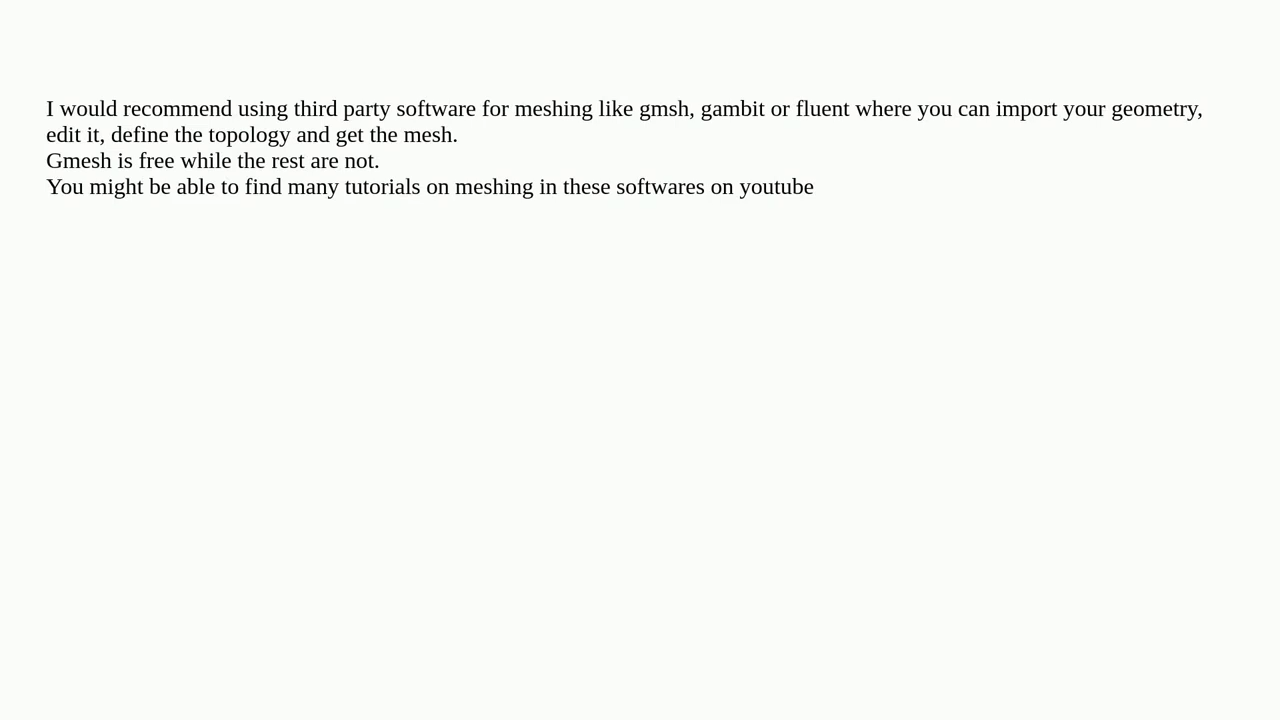 I would recommend using third party software for meshing like gmsh, gambit or fluent where you can import your geometry,
edit it, define the topology and get the mesh.
Gmesh is free while the rest are not.
You might be able to find many tutorials on meshing in these softwares on youtube